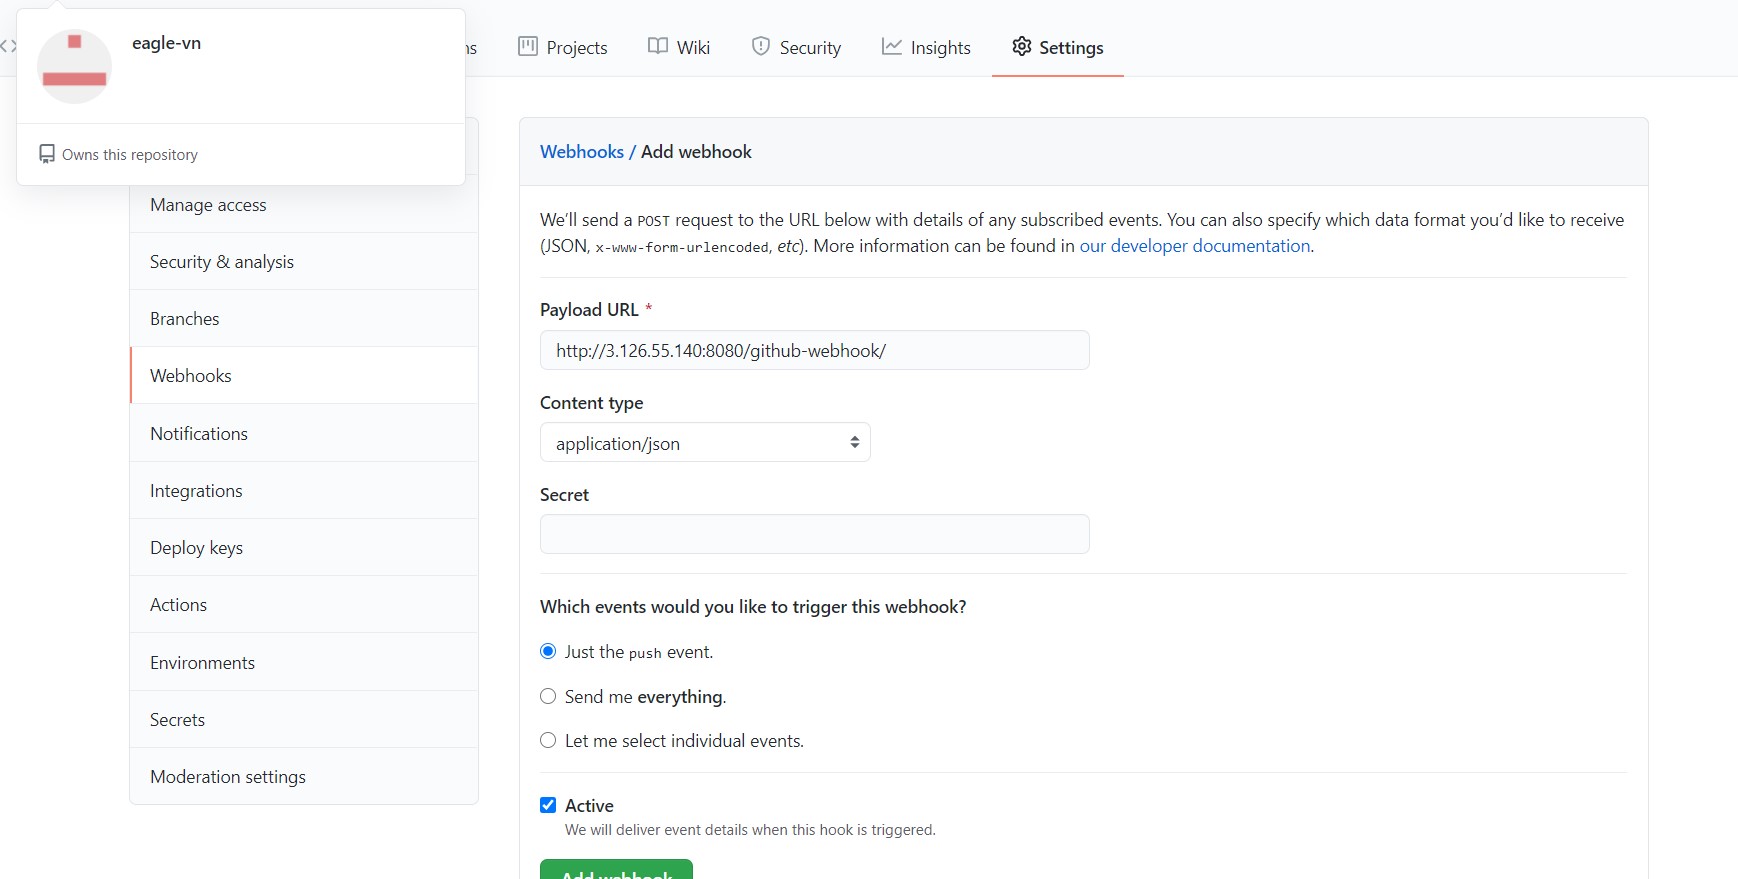 eagle-vn
Owns this repository
ns
Projects
Wiki
Security
Insights
Settings
Manage access
Security & analysis
Branches
Webhooks
Notifications
Integrations
Deploy keys
Actions
Environments
Secrets
Moderation settings
Webhooks / Add webhook
We’ll send a POST request to the URL below with details of any subscribed events. You can also specify which data format you’d like to receive
(JSON, x-www-form-urlencoded, etc). More information can be found in our developer documentation.
Payload URL *
http://3.126.55.140:8080/github-webhook/
Content type
application/json
Secret
Which events would you like to trigger this webhook?
Just the push event.
Send me everything.
Let me select individual events.
Active
We will deliver event details when this hook is triggered.
Add webhook